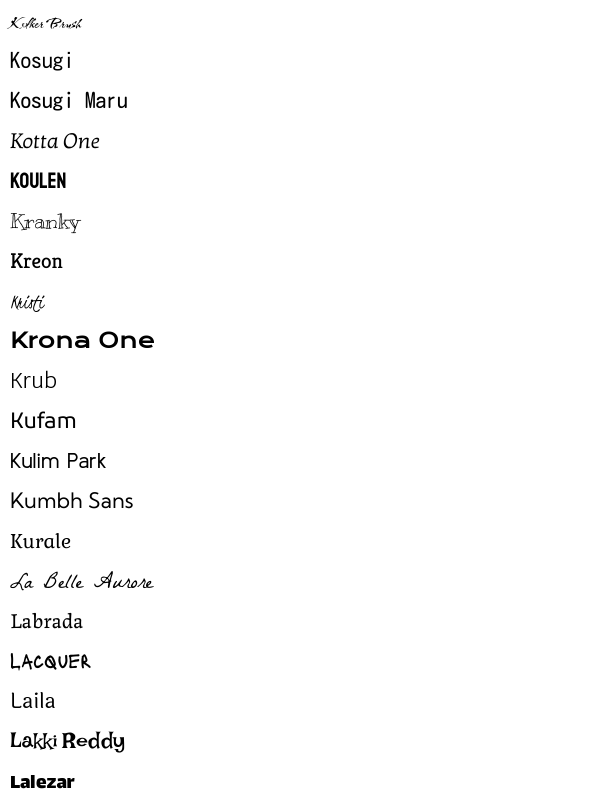 Kolker Brush
Kosugi
Kosugi Maru
Kotta One
KOULEN
Kranky
Kreon
Kristi
Krona One
Krub
Kufam
Kulim Park
Kumbh Sans
Kurale
La Belle Aurore
Labrada
LACQUER
Laila
Lakki Reddy
Lalezar